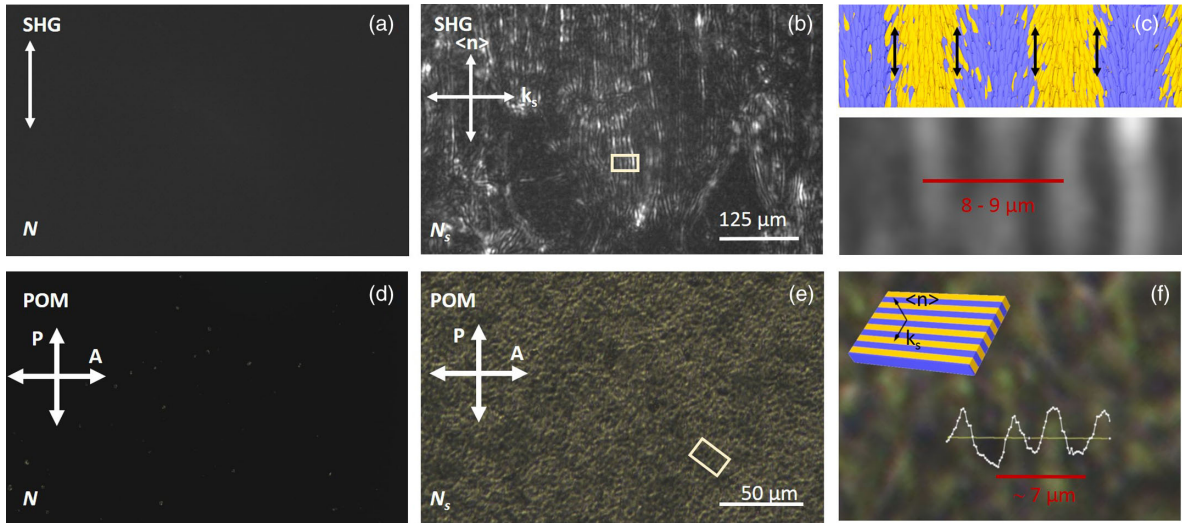 SHG
(a)
N
SHG
(b)
<n>
k_s
N_s
125 μm
(c)
8 - 9 μm
POM
(d)
P
A
N
POM
(e)
P
A
N_s
50 μm
(f)
<n>
k_s
~ 7 μm